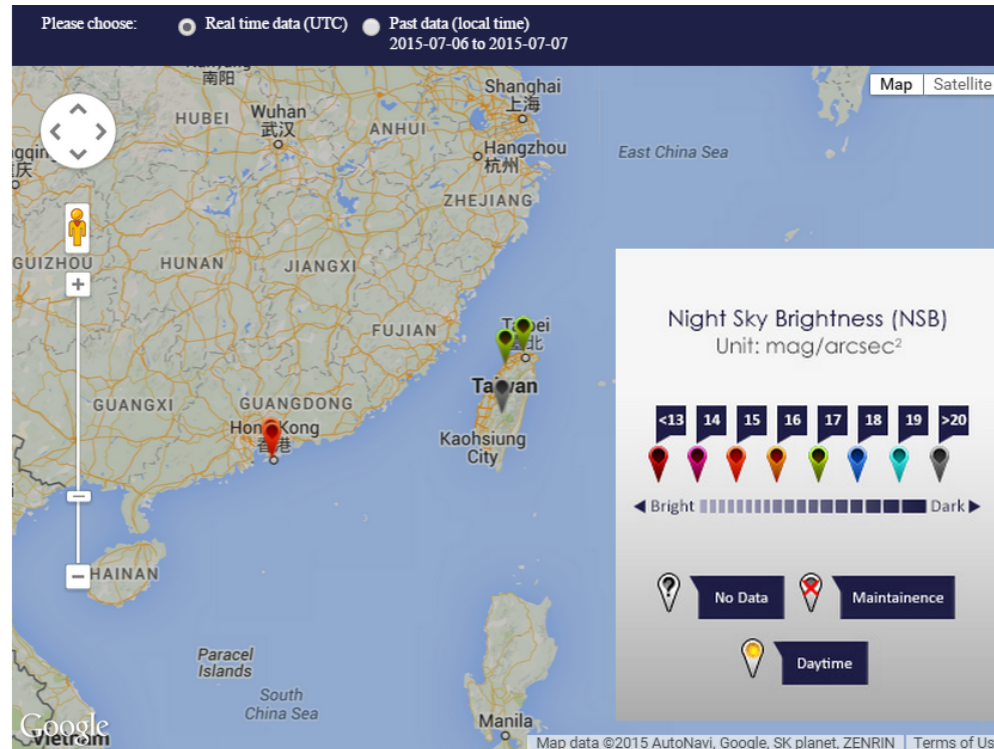 Please choose:
Real time data (UTC)
Past data (local time)
2015-07-06 to 2015-07-07
Map
Satellite
南阳
Shanghai
上海
HUBEI
Wuhan
武汉
ANHUI
Hangzhou
杭州
East China Sea
ZHEJIANG
GUIZHOU
HUNAN
JIANGXI
FUJIAN
Taiwan
GUANGXI
GUANGDONG
Hong Kong
香港
Kaohsiung
City
HAINAN
Paracel
Islands
South
China Sea
Manila
Vietnam
Google
Night Sky Brightness (NSB)
Unit: mag/arcsec²
<13 14 15 16 17 18 19 >20
Bright
Dark
No Data
Maintainence
Daytime
Map data ©2015 AutoNavi, Google, SK planet, ZENRIN
Terms of Us